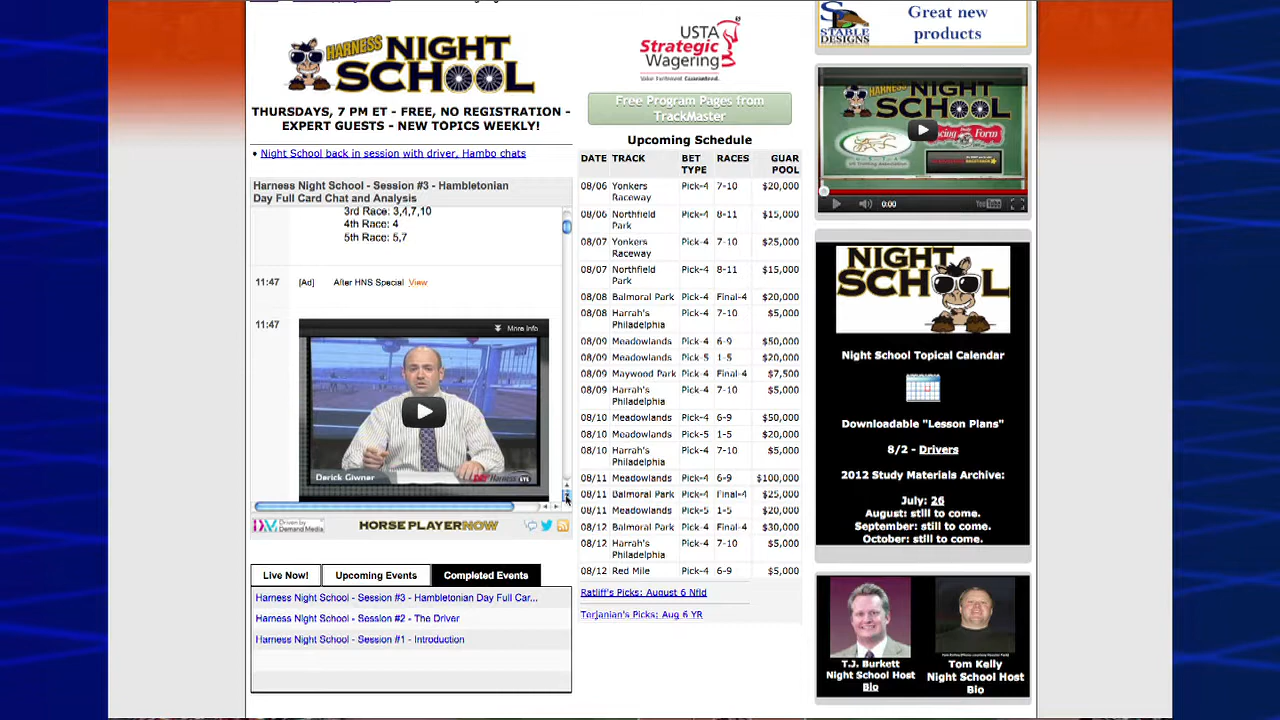 HARNESS NIGHT
SCHOOL
THURSDAYS, 7 PM ET - FREE, NO REGISTRATION -
EXPERT GUESTS - NEW TOPICS WEEKLY!
• Night School back in session with driver, Hambo chats
Harness Night School - Session #3 - Hambletonian
Day Full Card Chat and Analysis
3rd Race: 3,4,7,10
4th Race: 4
5th Race: 5,7
11:47 [Ad] After HNS Special View
11:47
More Info
Derick Giwner
Harness
Driven by
Demand Media
HORSEPLAYERNOW
Live Now! Upcoming Events Completed Events
Harness Night School - Session #3 - Hambletonian Day Full Car...
Harness Night School - Session #2 - The Driver
Harness Night School - Session #1 - Introduction
USTA
Strategic
Wagering
Free Program Pages from
TrackMaster
Upcoming Schedule
DATE TRACK BET TYPE RACES GUAR POOL
08/06 Yonkers Raceway Pick-4 7-10 $20,000
08/06 Northfield Park Pick-4 8-11 $15,000
08/07 Yonkers Raceway Pick-4 7-10 $25,000
08/07 Northfield Park Pick-4 8-11 $15,000
08/08 Balmoral Park Pick-4 Final-4 $20,000
08/08 Harrah's Philadelphia Pick-4 7-10 $5,000
08/09 Meadowlands Pick-4 6-9 $50,000
08/09 Meadowlands Pick-5 1-5 $20,000
08/09 Maywood Park Pick-4 Final-4 $7,500
08/09 Harrah's Philadelphia Pick-4 7-10 $5,000
08/10 Meadowlands Pick-4 6-9 $50,000
08/10 Meadowlands Pick-5 1-5 $20,000
08/10 Harrah's Philadelphia Pick-4 7-10 $5,000
08/11 Meadowlands Pick-4 6-9 $100,000
08/11 Balmoral Park Pick-4 Final-4 $25,000
08/11 Meadowlands Pick-5 1-5 $20,000
08/12 Balmoral Park Pick-4 Final-4 $30,000
08/12 Harrah's Philadelphia Pick-4 7-10 $5,000
08/12 Red Mile Pick-4 6-9 $5,000
Ratliff's Picks: August 6 Nfld
Terjanian's Picks: Aug 6 YR
STABLE
DESIGNS
Great new
products
HARNESS NIGHT
SCHOOL
Racing Form
0:00
YouTube
NIGHT
SCHOOL
Night School Topical Calendar
Downloadable "Lesson Plans"
8/2 - Drivers
2012 Study Materials Archive:
July: 26
August: still to come.
September: still to come.
October: still to come.
T.J. Burkett
Night School Host
Bio
Tom Kelly
Night School Host
Bio